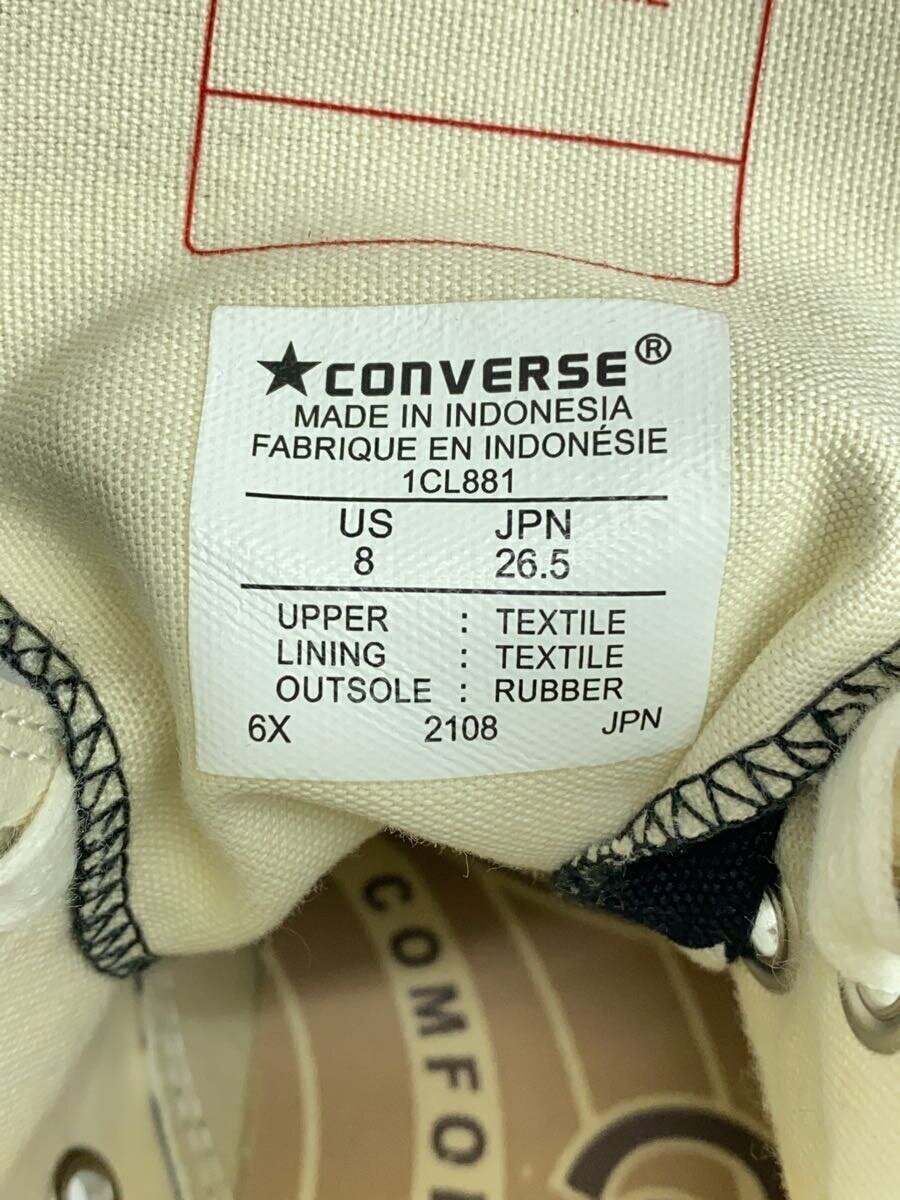 ★CONVERSE®
MADE IN INDONESIA
FABRIQUE EN INDONÉSIE
1CL881
US JPN
8 26.5
UPPER : TEXTILE
LINING : TEXTILE
OUTSOLE : RUBBER
6X 2108 JPN